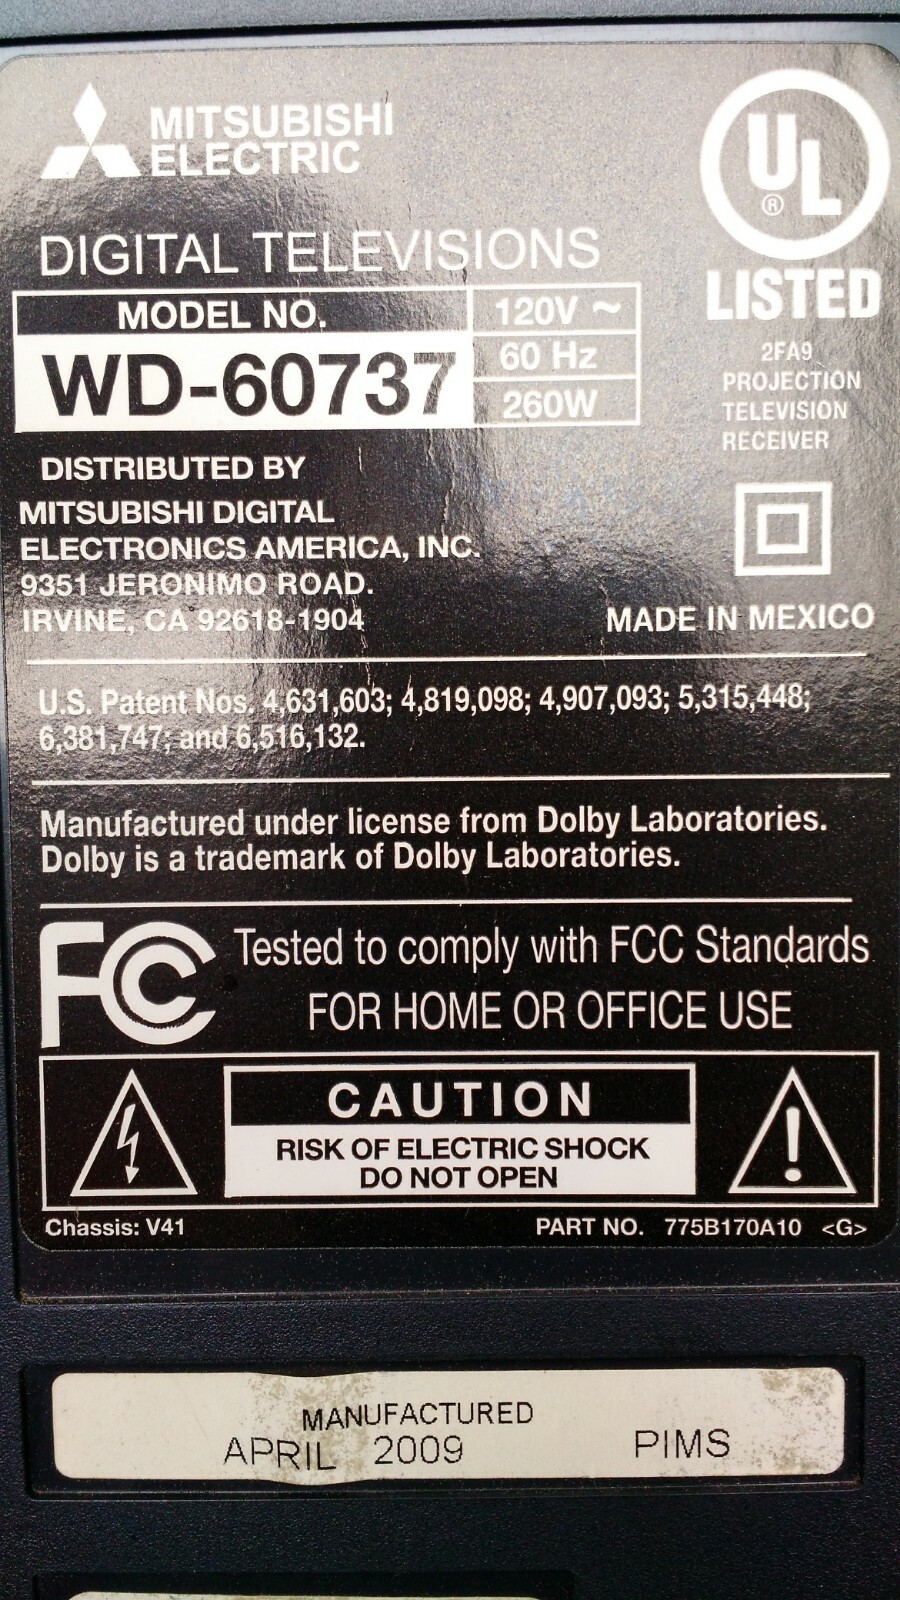 MITSUBISHI
ELECTRIC
UL
®
LISTED
2FA9
PROJECTION
TELEVISION
RECEIVER
DIGITAL TELEVISIONS
MODEL NO.
WD-60737
120V ~
60 Hz
260W
DISTRIBUTED BY
MITSUBISHI DIGITAL
ELECTRONICS AMERICA, INC.
9351 JERONIMO ROAD.
IRVINE, CA 92618-1904
MADE IN MEXICO
U.S. Patent Nos. 4,631,603; 4,819,098; 4,907,093; 5,315,448;
6,381,747; and 6,516,132.
Manufactured under license from Dolby Laboratories.
Dolby is a trademark of Dolby Laboratories.
FC Tested to comply with FCC Standards
FOR HOME OR OFFICE USE
CAUTION
RISK OF ELECTRIC SHOCK
DO NOT OPEN
Chassis: V41
PART NO. 775B170A10 <G>
MANUFACTURED
APRIL 2009 PIMS